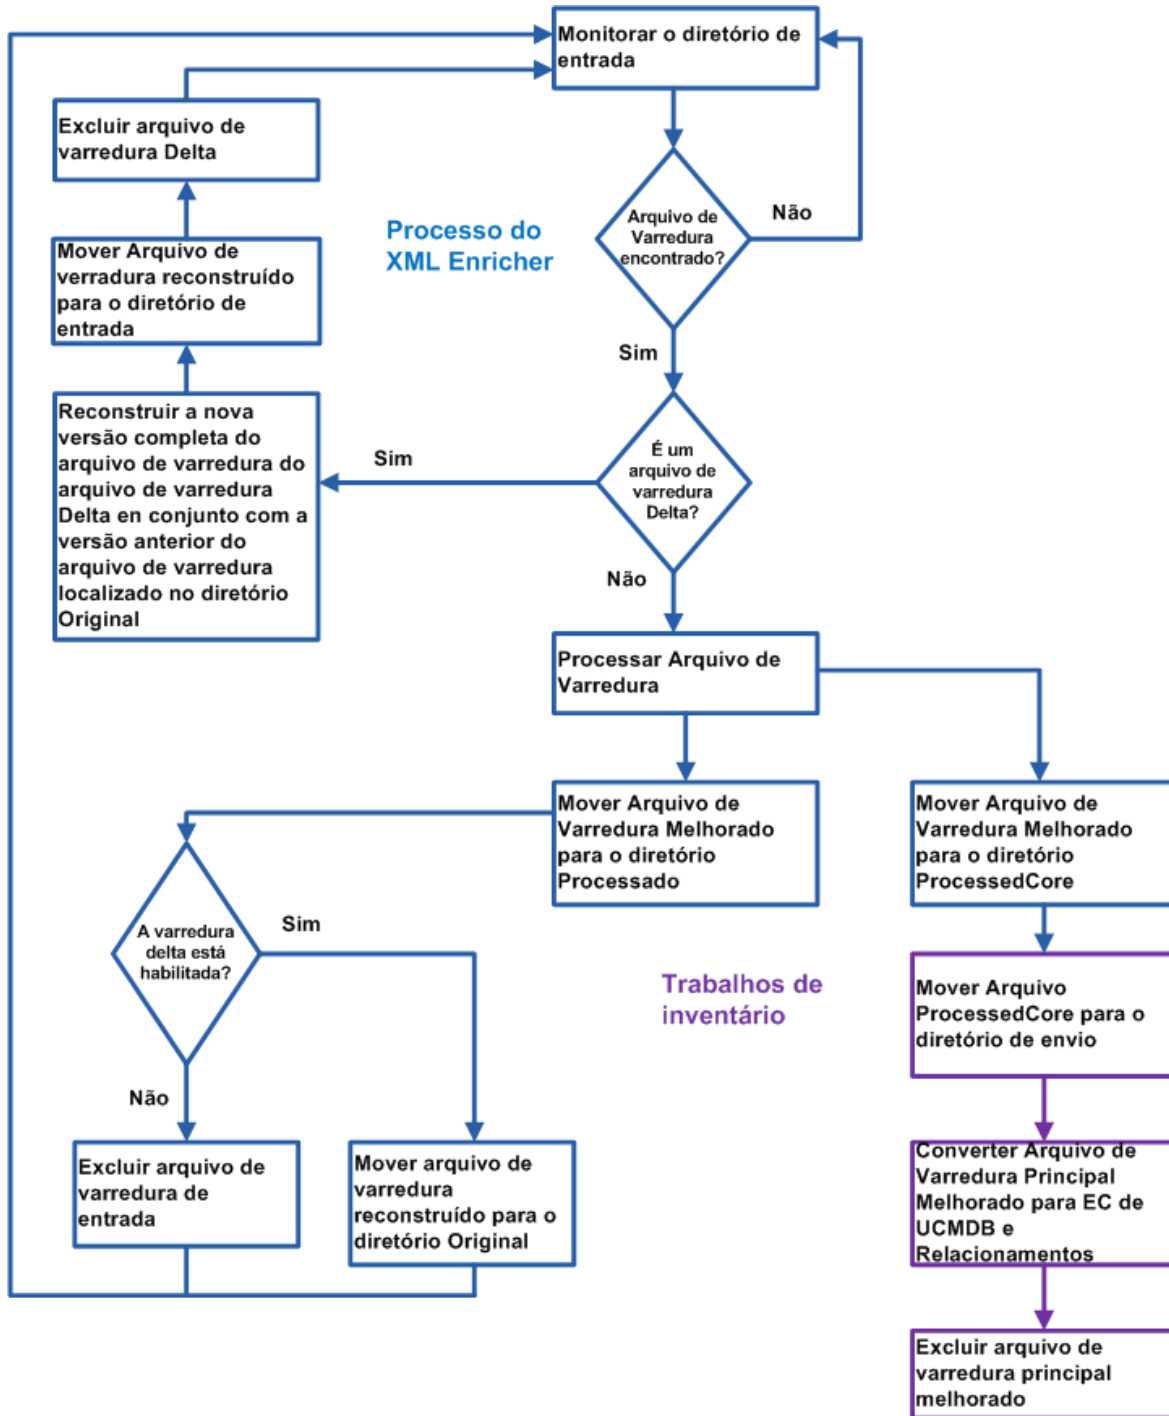 Monitorar o diretório de
entrada
Excluir arquivo de
varredura Delta
Arquivo de
Varredura
encontrado?
Não
Processo do
XML Enricher
Mover Arquivo de
verradura reconstruído
para o diretório de
entrada
Sim
Reconstruir a nova
versão completa do
arquivo de varredura do
arquivo de varredura
Delta en conjunto com a
versão anterior do
arquivo de varredura
localizado no diretório
Original
Sim
É um
arquivo de
varredura
Delta?
Não
Processar Arquivo de
Varredura
Mover Arquivo de
Varredura Melhorado
para o diretório
Processado
Mover Arquivo de
Varredura Melhorado
para o diretório
ProcessedCore
A varredura
delta está
habilitada?
Sim
Trabalhos de
inventário
Mover Arquivo
ProcessedCore para o
diretório de envio
Não
Excluir arquivo de
varredura de
entrada
Mover arquivo de
varredura
reconstruído para o
diretório Original
Converter Arquivo de
Varredura Principal
Melhorado para EC de
UCMDB e
Relacionamentos
Excluir arquivo de
varredura principal
melhorado